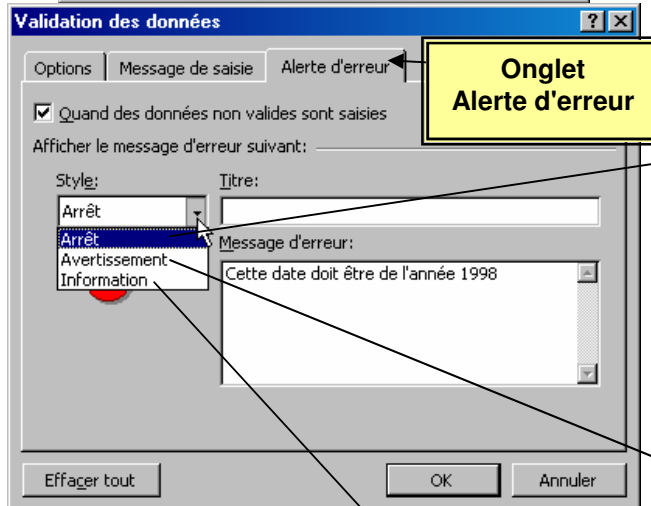 Validation des données
Options
Message de saisie
Alerte d'erreur
Onglet
Alerte d'erreur
Quand des données non valides sont saisies
Afficher le message d'erreur suivant:
Style:
Titre:
Arrêt
Arrêt
Avertissement
Information
Message d'erreur:
Cette date doit être de l'année 1998
Effacer tout
OK
Annuler